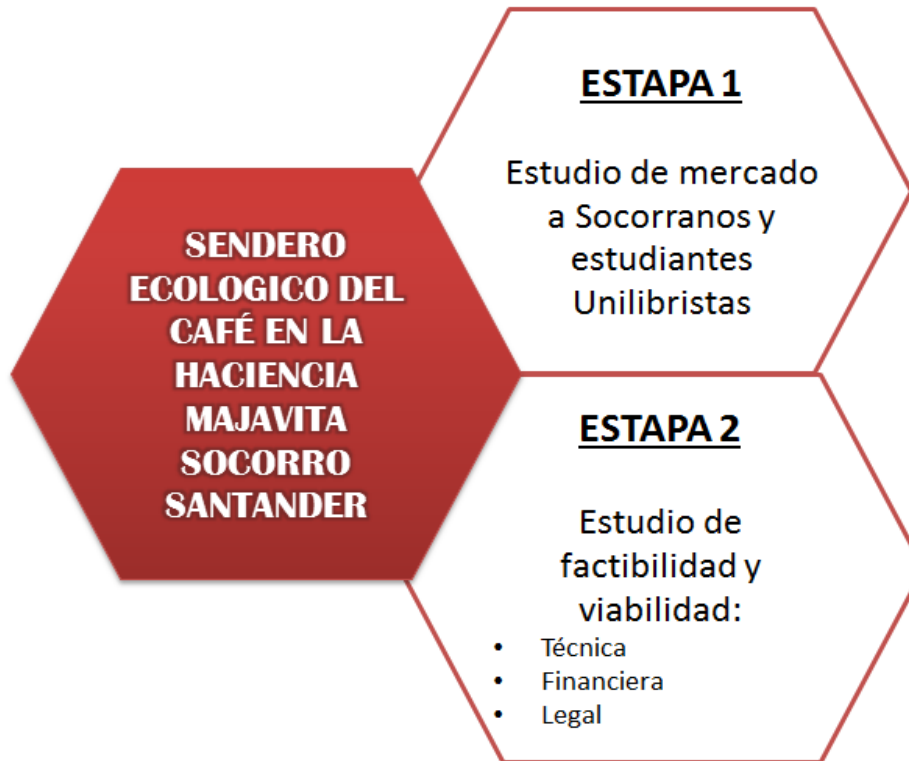 SENDERO
ECOLOGICO DEL
CAFÉ EN LA
HACIENCIA
MAJAVITA
SOCORRO
SANTANDER
ESTAPA 1
Estudio de mercado
a Socorranos y
estudiantes
Unilibristas
ESTAPA 2
Estudio de
factibilidad y
viabilidad:
• Técnica
• Financiera
• Legal